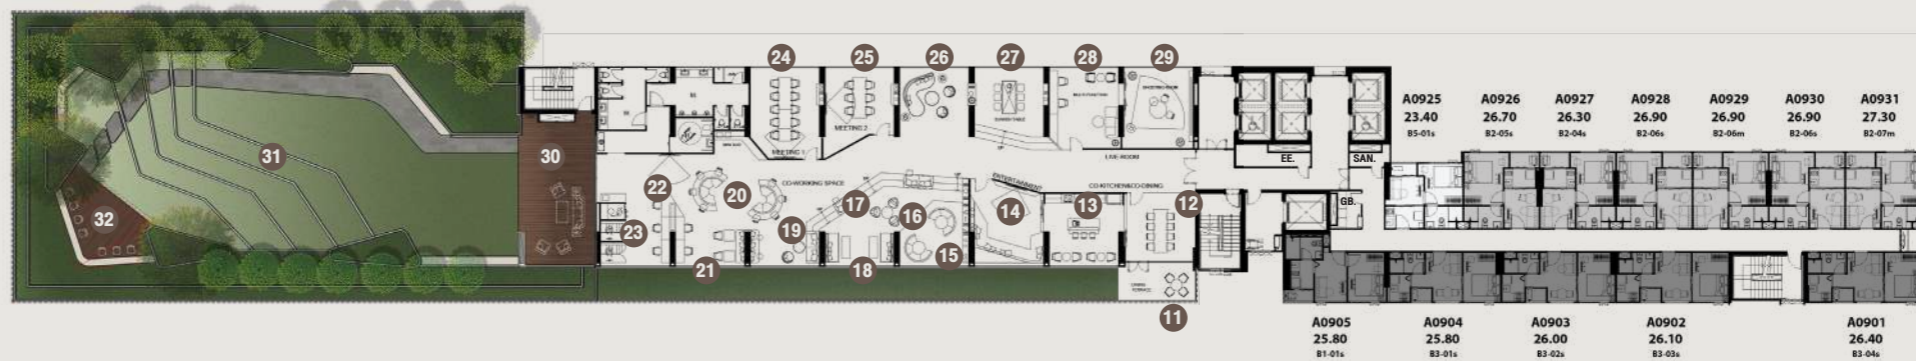 24 25 26 27 28 29
A0925 A0926 A0927 A0928 A0929 A0930 A0931
23.40 26.70 26.30 26.90 26.90 26.90 27.30
B5-01s B2-05s B2-04s B2-06s B2-06m B2-06s B2-07m
MEETING 2
MEETING 1
30
31
EE. SAN.
LIVE-ROOM
22 20 CO-WORKING SPACE
ENTERTAINMENT
CO-KITCHEN&CO-DINING
GB.
32
23 19 17 16 14 13 12
21 18 15
11
A0905 A0904 A0903 A0902 A0901
25.80 25.80 26.00 26.10 26.40
B1-01s B3-01s B3-02s B3-03s B3-04s